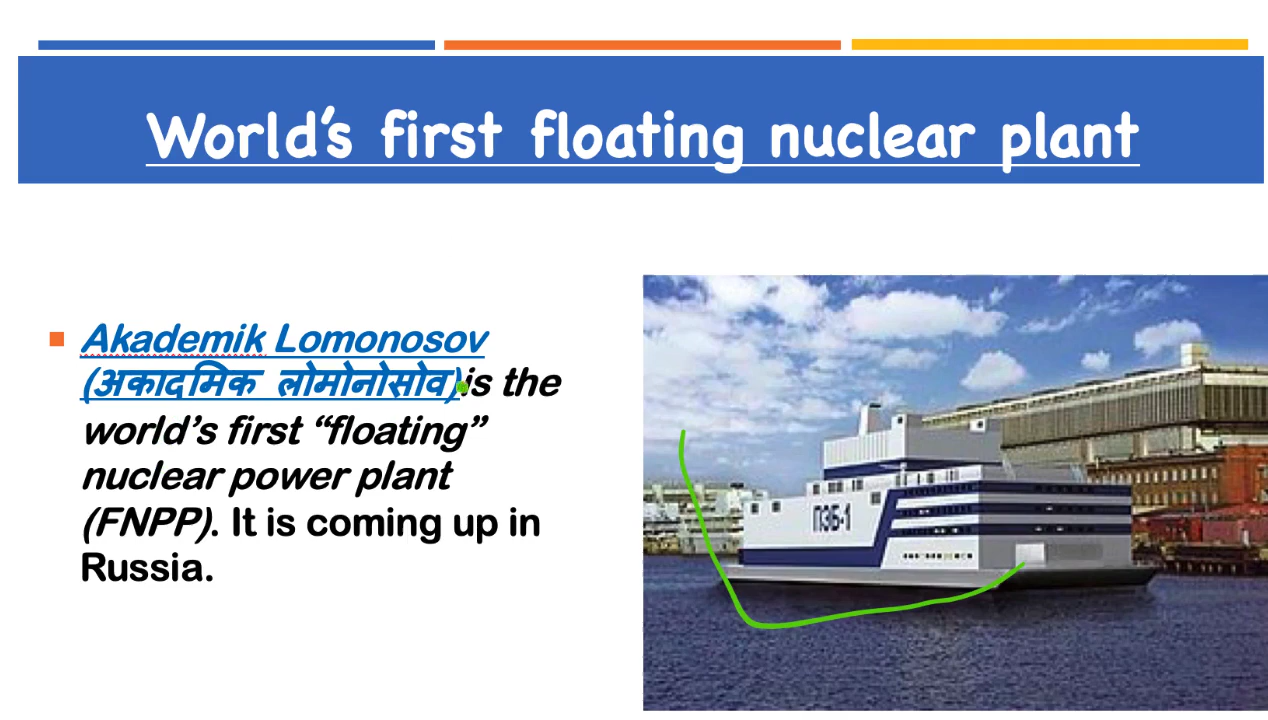 World’s first floating nuclear plant
Akademik Lomonosov
(अकादमिक लोमोनोसोव)is the
world’s first “floating”
nuclear power plant
(FNPP). It is coming up in
Russia.
ПЭБ-1